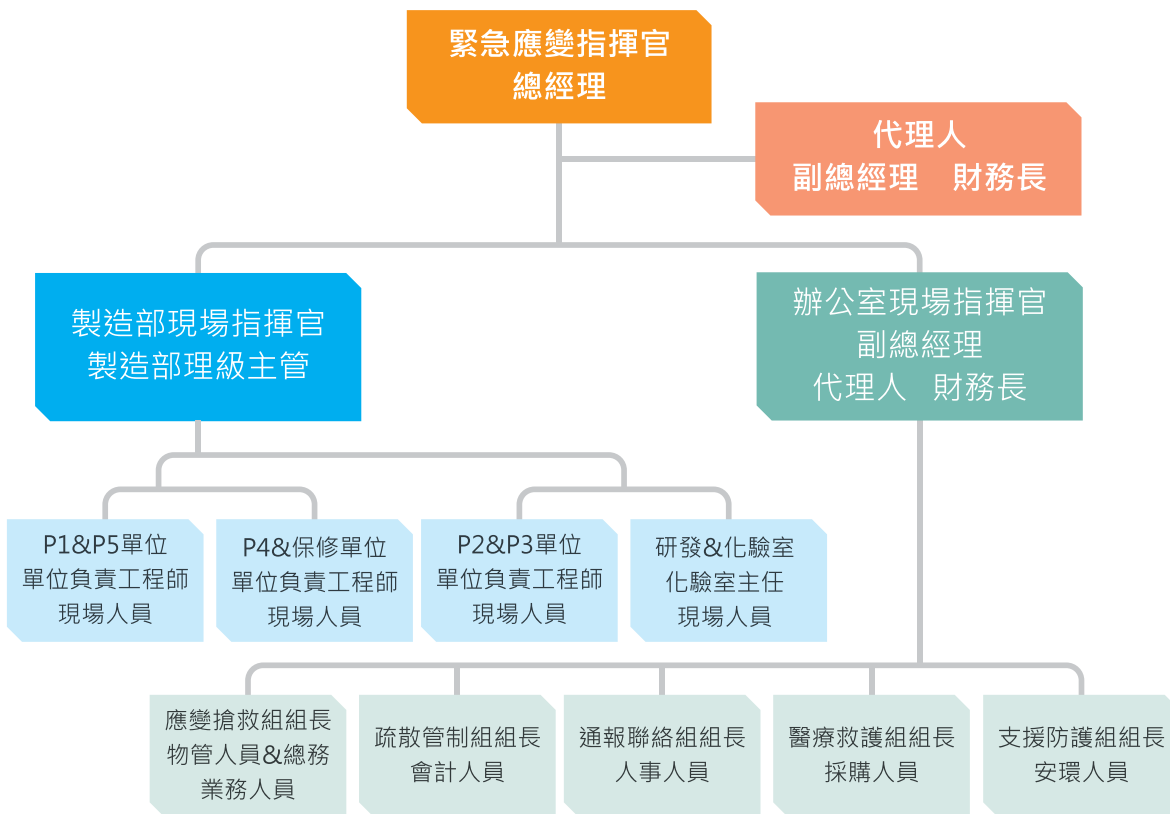 緊急應變指揮官
總經理
代理人
副總經理 財務長
製造部現場指揮官
製造部理級主管
辦公室現場指揮官
副總經理
代理人 財務長
P1&P5單位
單位負責工程師
現場人員
P4&保修單位
單位負責工程師
現場人員
P2&P3單位
單位負責工程師
現場人員
研發&化驗室
化驗室主任
現場人員
應變搶救組組長
物管人員&總務
業務人員
疏散管制組組長
會計人員
通報聯絡組組長
人事人員
醫療救護組組長
採購人員
支援防護組組長
安環人員